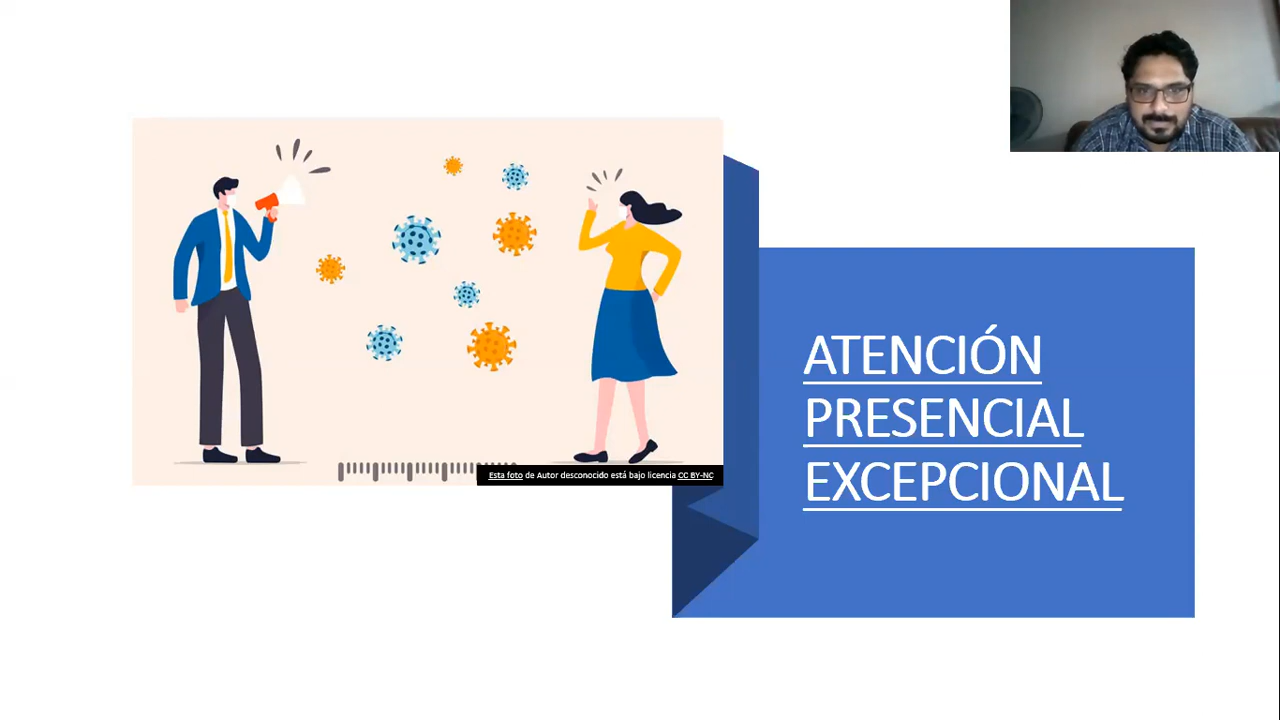 Esta foto de Autor desconocido está bajo licencia CC BY-NC
ATENCIÓN
PRESENCIAL
EXCEPCIONAL